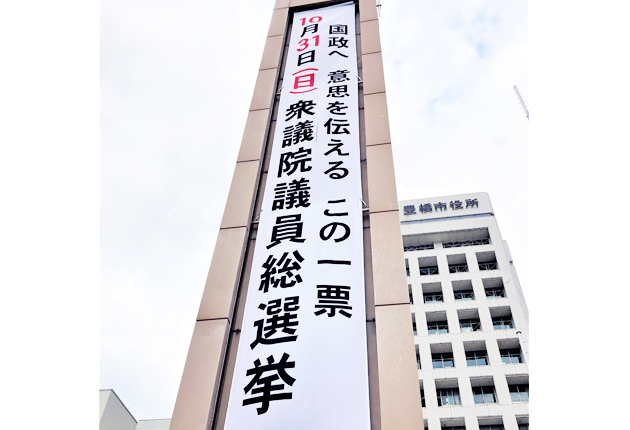 国政へ 意思を伝える この一票
10月31日(日)衆議院議員総選挙
豊橋市役所